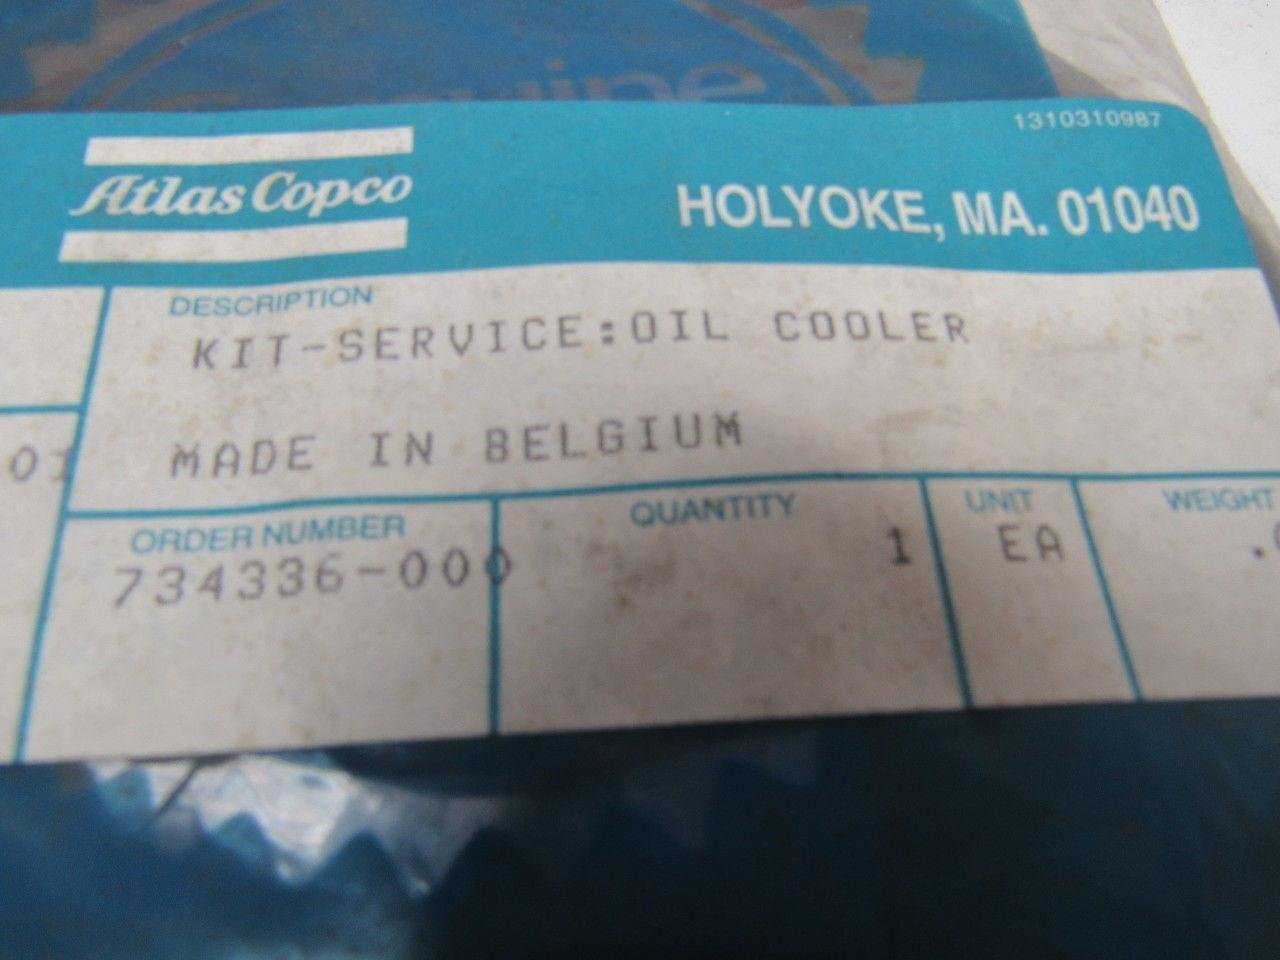 1310310987
Atlas Copco
HOLYOKE, MA. 01040
DESCRIPTION
KIT-SERVICE:OIL COOLER
MADE IN BELGIUM
ORDER NUMBER
734336-000
QUANTITY
1
UNIT
EA
WEIGHT